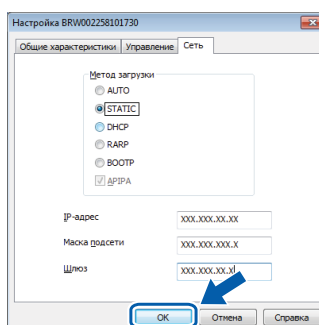 Настройка BRW002258101730
Общие характеристики Управление Сеть
Метод загрузки
AUTO
STATIC
DHCP
RARP
BOOTP
APIPA
IP-адрес XXX.XXX.XX.XX
Маска подсети XXX.XXX.XXX.X
Шлюз XXX.XXX.XX.X
OK Отмена Справка